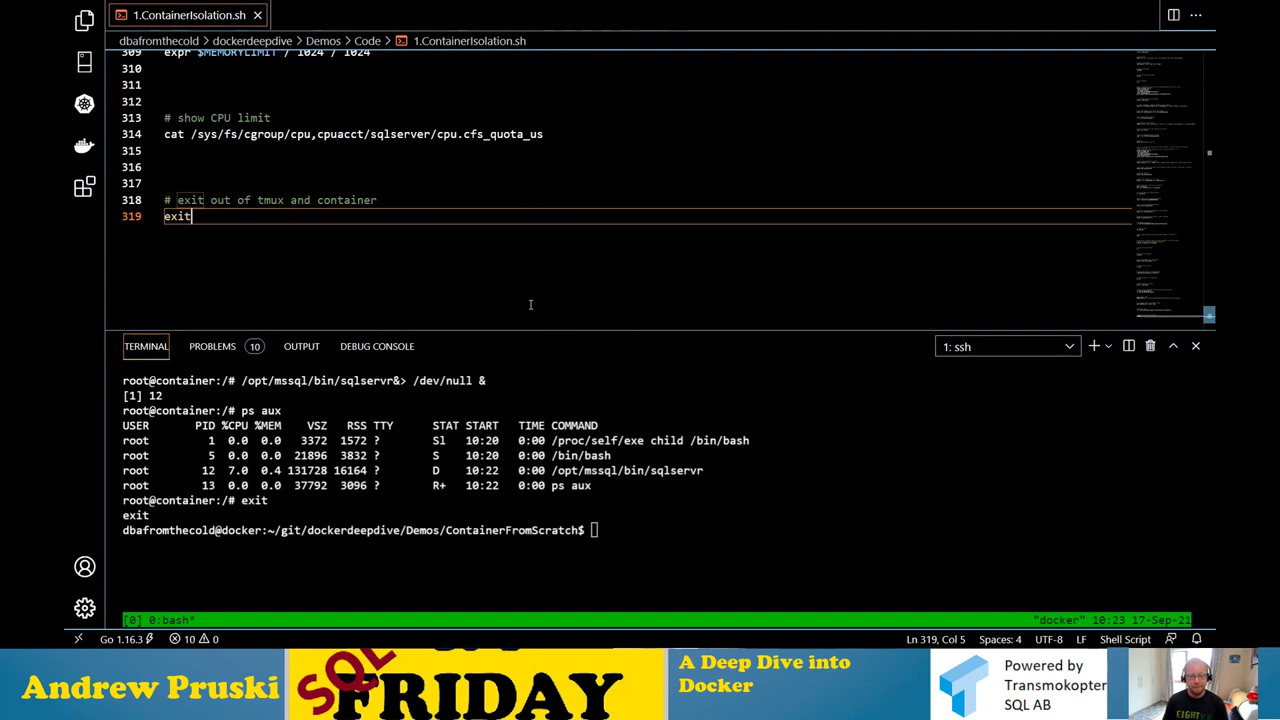 1.ContainerIsolation.sh
dbafromthecold > dockerdeepdive > Demos > Code > 1.ContainerIsolation.sh
309 expr $MEMORYLIMIT / 1024 / 1024
310
311
312
313 # show CPU limit
314 cat /sys/fs/cgroup/cpu,cpuacct/sqlserver/cpu.cfs_quota_us
315
316
317
318 # exit out of tmux and container
319 exit
TERMINAL PROBLEMS 10 OUTPUT DEBUG CONSOLE 1: ssh
root@container:/# /opt/mssql/bin/sqlservr&> /dev/null &
[1] 12
root@container:/# ps aux
USER PID %CPU %MEM VSZ RSS TTY STAT START TIME COMMAND
root 1 0.0 0.0 3372 1572 ? Sl 10:20 0:00 /proc/self/exe child /bin/bash
root 5 0.0 0.0 21896 3832 ? S 10:20 0:00 /bin/bash
root 12 7.0 0.4 131728 16164 ? D 10:22 0:00 /opt/mssql/bin/sqlservr
root 13 0.0 0.0 37792 3096 ? R+ 10:22 0:00 ps aux
root@container:/# exit
exit
dbafromthecold@docker:~/git/dockerdeepdive/Demos/ContainerFromScratch$
[0] 0:bash* "docker" 10:23 17-Sep-21
Go 1.16.3 10 0 Ln 319, Col 5 Spaces: 4 UTF-8 LF Shell Script
Andrew Pruski
SQL
FRIDAY
A Deep Dive into
Docker
Powered by
Transmokopter
SQL AB